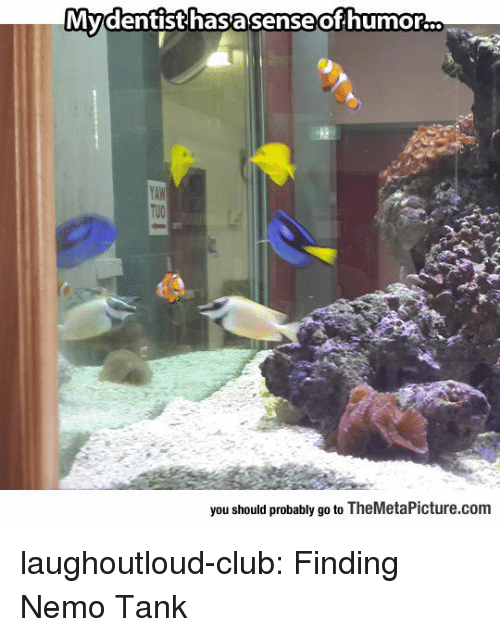 My dentist has a sense of humor...
YAW
TUO
you should probably go to TheMetaPicture.com
laughoutloud-club: Finding
Nemo Tank